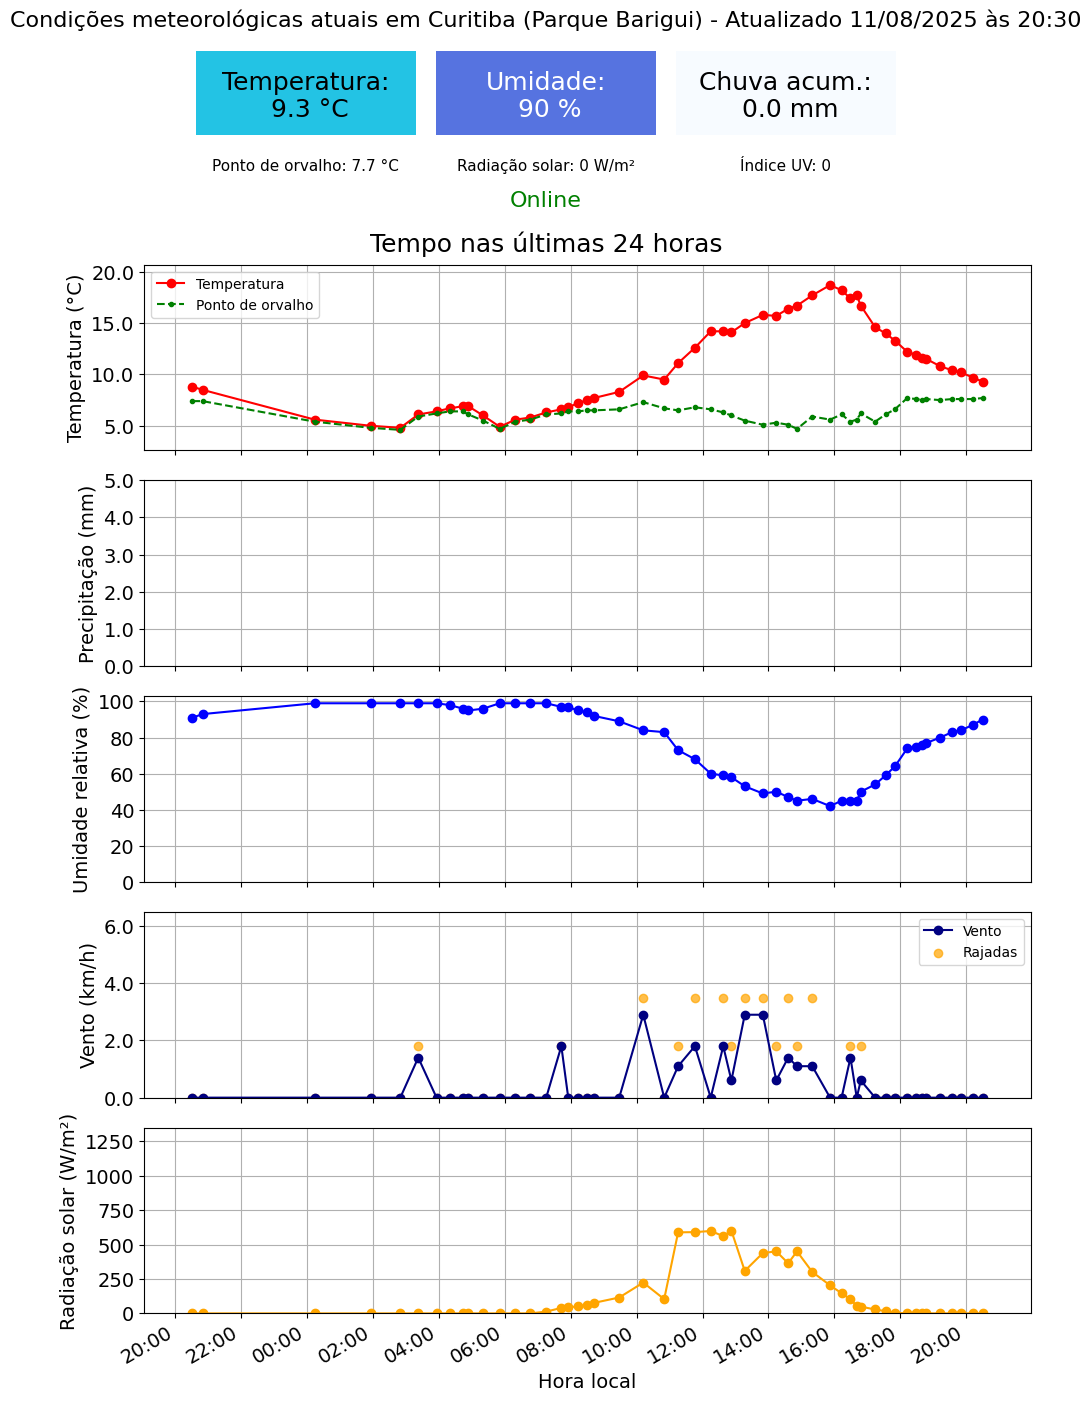 Condições meteorológicas atuais em Curitiba (Parque Barigui) - Atualizado 11/08/2025 às 20:30
Temperatura:
9.3 °C
Umidade:
90 %
Chuva acum.:
0.0 mm
Ponto de orvalho: 7.7 °C
Radiação solar: 0 W/m²
Índice UV: 0
Online
Tempo nas últimas 24 horas
Temperatura (°C)
20.0
15.0
10.0
5.0
Temperatura
Ponto de orvalho
Precipitação (mm)
5.0
4.0
3.0
2.0
1.0
0.0
Umidade relativa (%)
100
80
60
40
20
0
Vento (km/h)
6.0
4.0
2.0
0.0
Vento
Rajadas
Radiação solar (W/m²)
1250
1000
750
500
250
0
20:00
22:00
00:00
02:00
04:00
06:00
08:00
10:00
12:00
14:00
16:00
18:00
20:00
Hora local